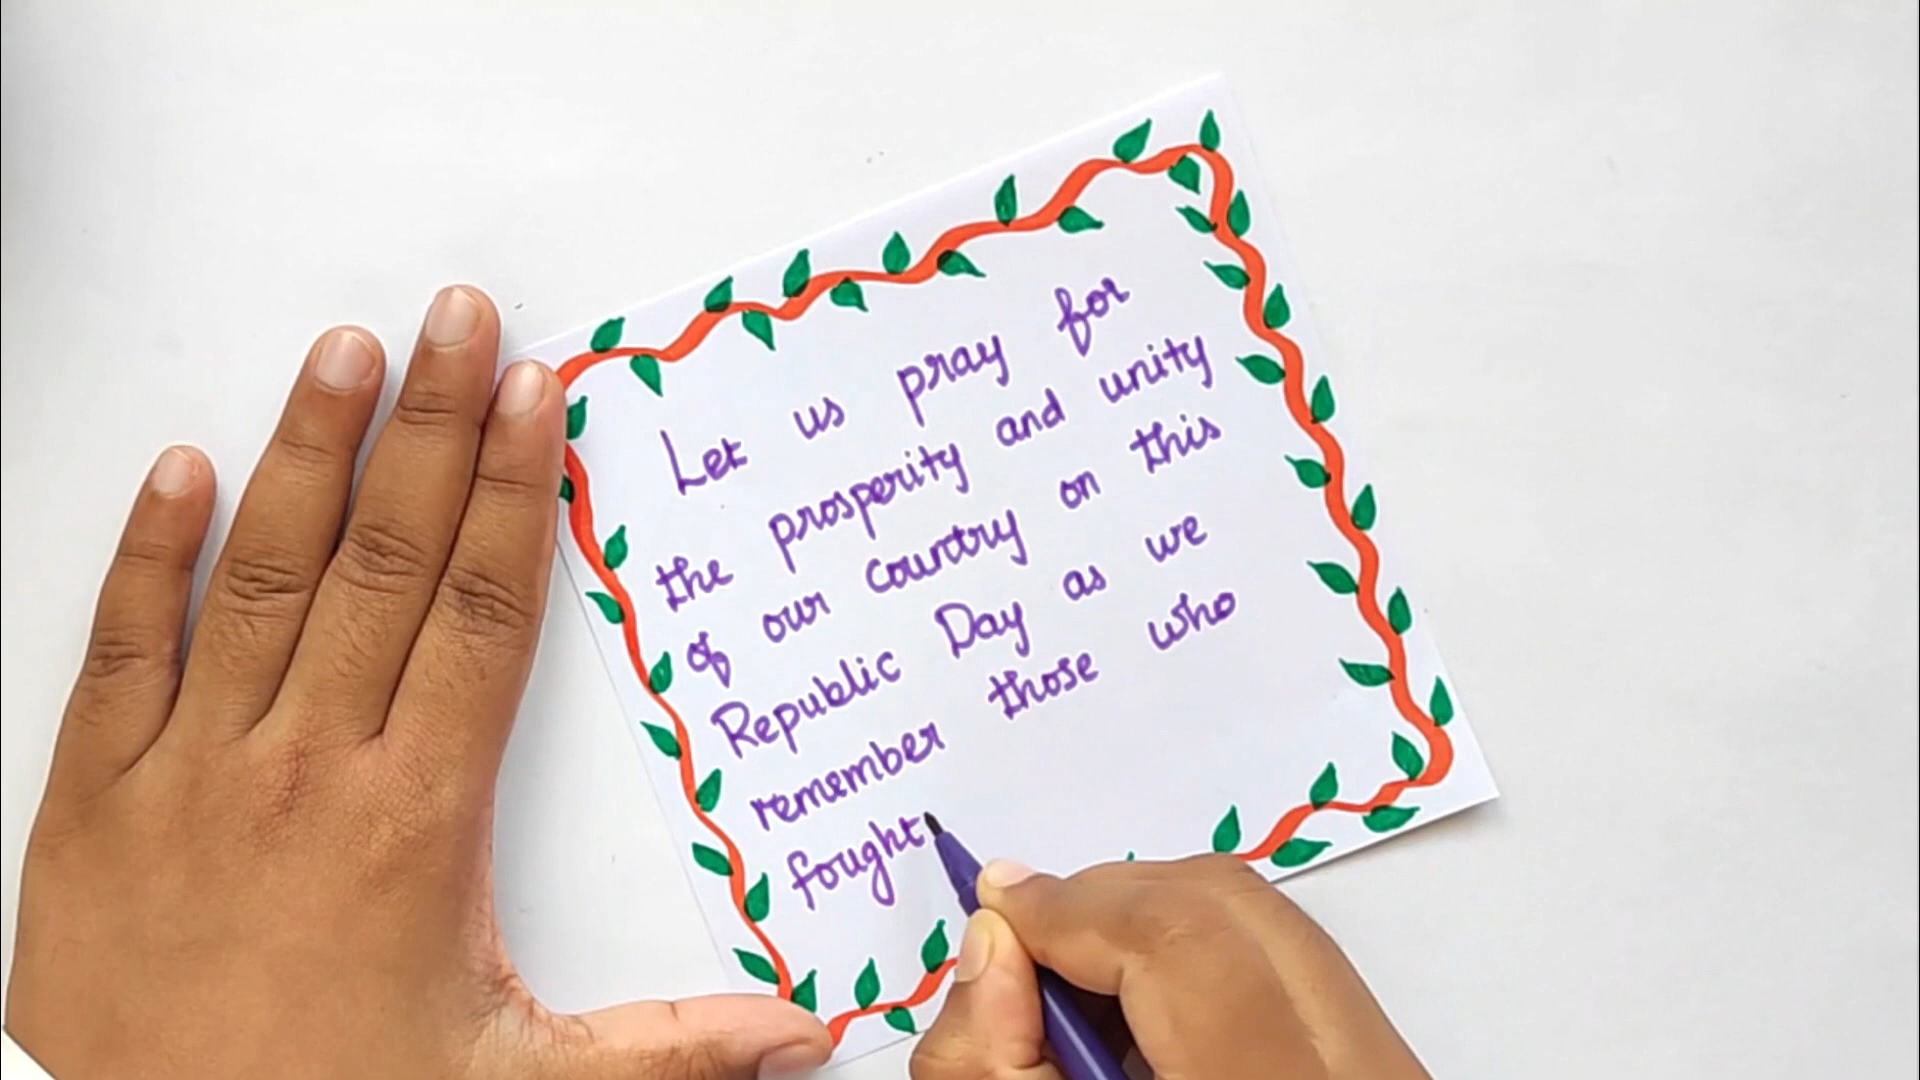 Let us pray for
the prosperity and unity
of our country on this
Republic Day as we
remember those who
fought